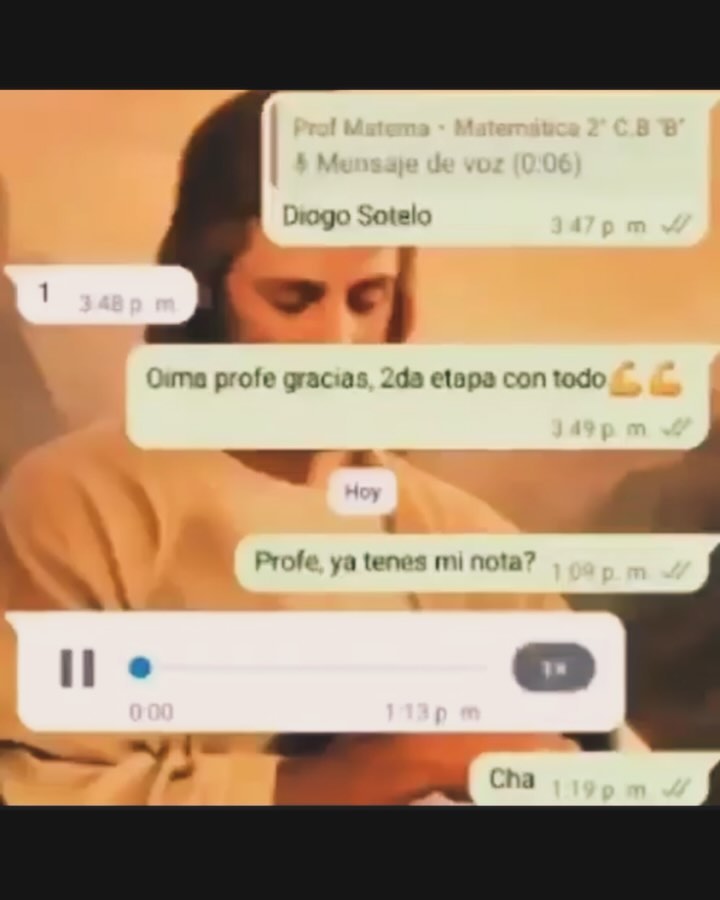 Prof Matema · Matemática 2° C.B "B"
Mensaje de voz (0:06)
Diogo Sotelo
3:47 p. m.
1
3:48 p. m.
Oima profe gracias, 2da etapa con todo💪💪
3:49 p. m.
Hoy
Profe, ya tenes mi nota? 1:09 p. m.
1×
0:00 1:13 p. m.
Cha 1:19 p. m.